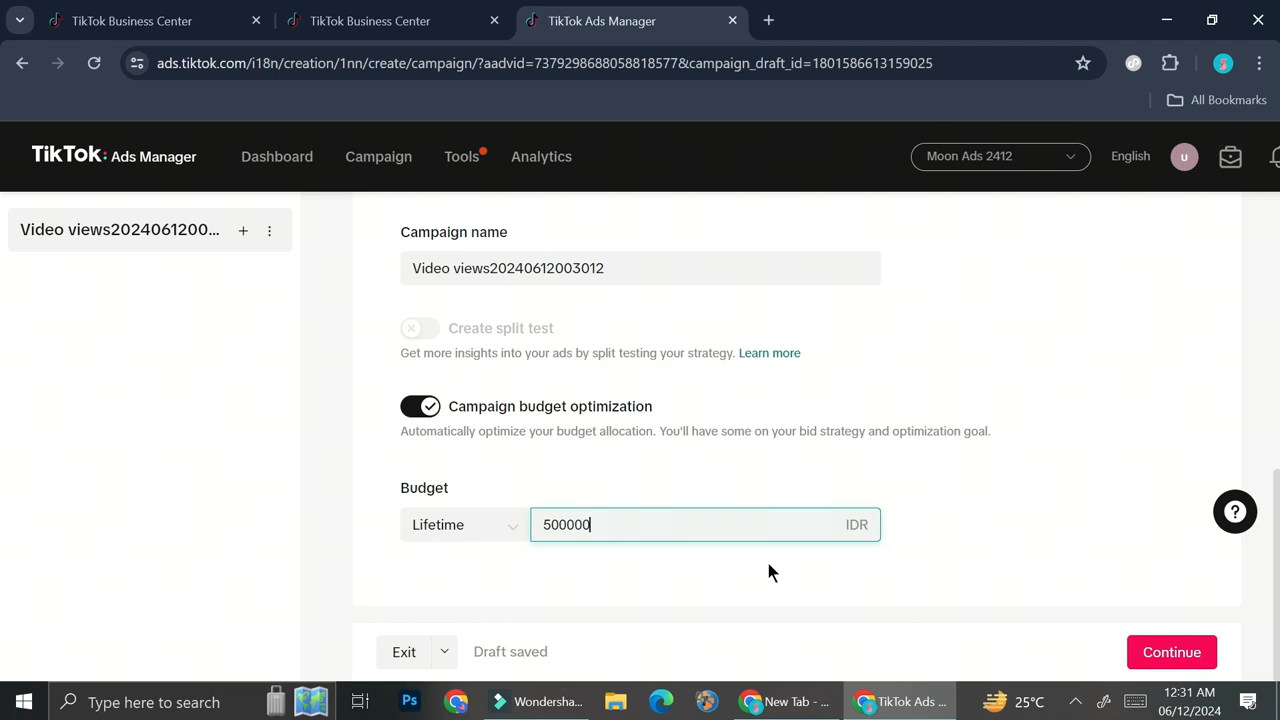 TikTok Business Center
TikTok Business Center
TikTok Ads Manager
ads.tiktok.com/i18n/creation/1nn/create/campaign/?aadvid=7379298688058818577&campaign_draft_id=1801586613159025
All Bookmarks
TikTok: Ads Manager
Dashboard
Campaign
Tools
Analytics
Moon Ads 2412
English
U
Video views2024061200...
Campaign name
Video views20240612003012
Create split test
Get more insights into your ads by split testing your strategy. Learn more
Campaign budget optimization
Automatically optimize your budget allocation. You'll have some on your bid strategy and optimization goal.
Budget
Lifetime
500000
IDR
?
Exit
Draft saved
Continue
Type here to search
Ps
Wondersha...
New Tab - ...
TikTok Ads ...
25°C
12:31 AM
06/12/2024